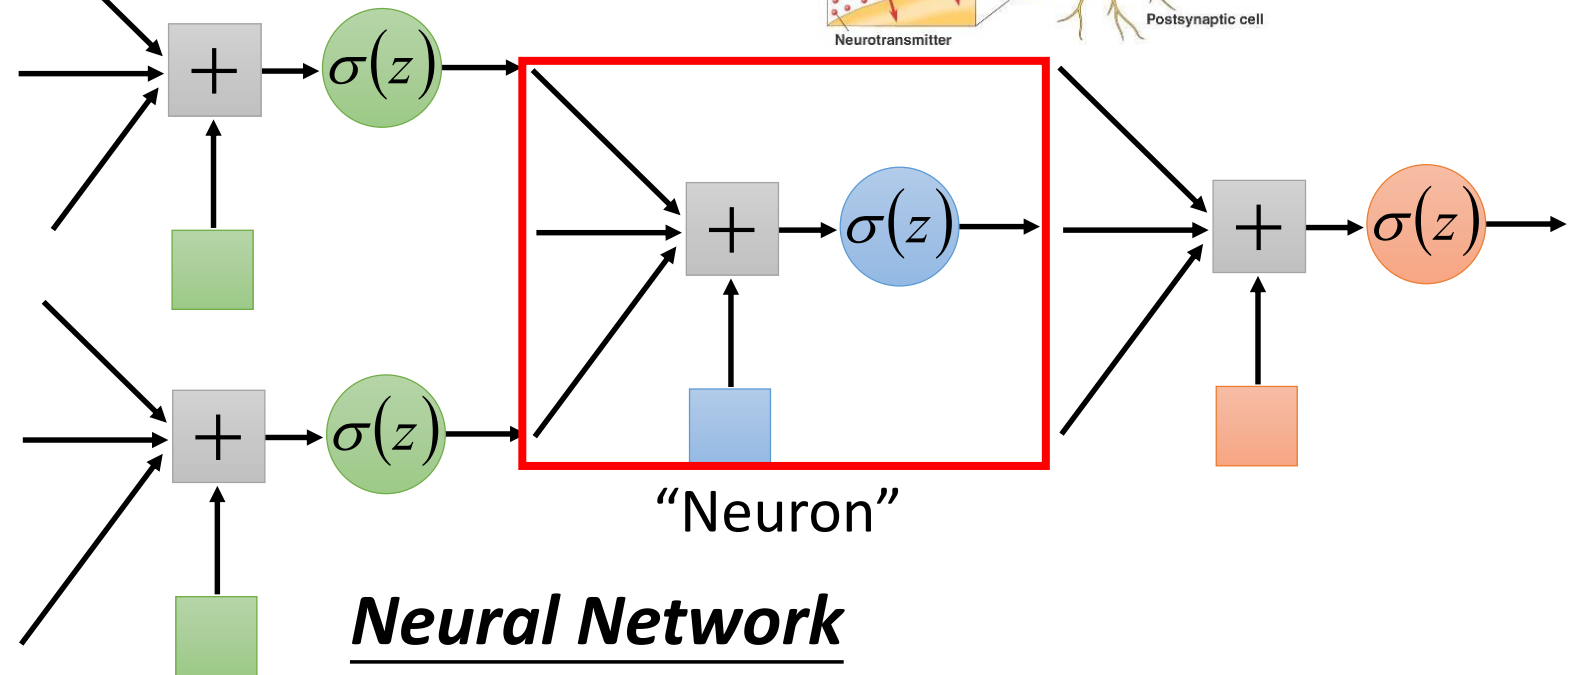 Postsynaptic cell
Neurotransmitter
+ σ(z)
+ σ(z)
+ σ(z)
+ σ(z)
“Neuron”
Neural Network